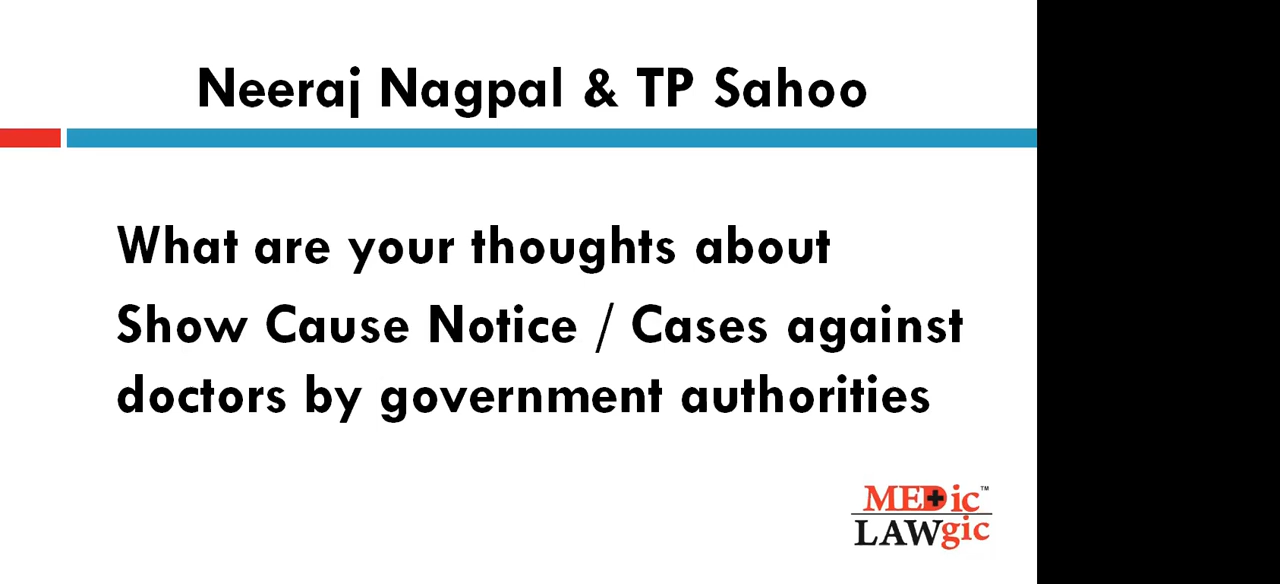 Neeraj Nagpal & TP Sahoo
What are your thoughts about
Show Cause Notice / Cases against
doctors by government authorities
MEDic™
LAWgic